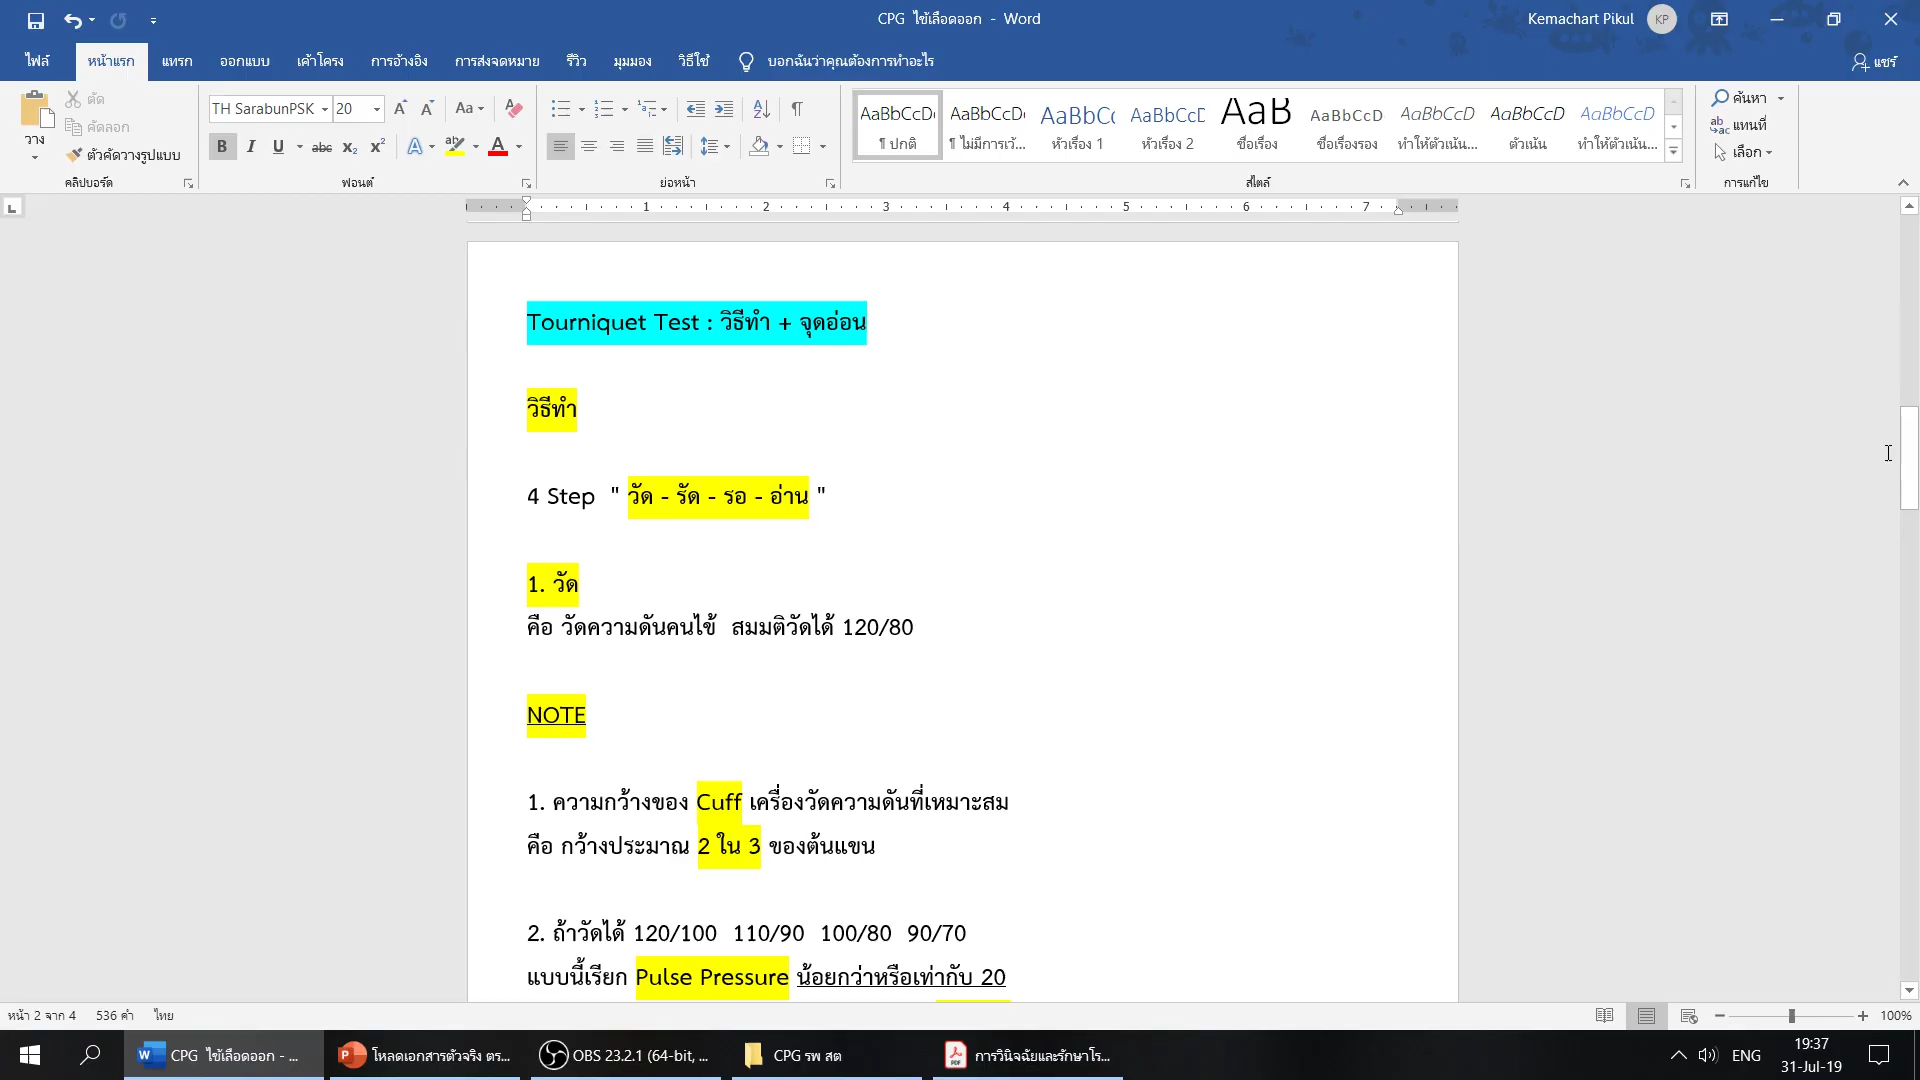 CPG ไข้เลือดออก - Word
Kemachart Pikul
KP
ไฟล์ หน้าแรก แทรก ออกแบบ เค้าโครง การอ้างอิง การส่งจดหมาย รีวิว มุมมอง วิธีใช้ บอกฉันว่าคุณต้องการทำอะไร แชร์
วาง
ตัด
คัดลอก
ตัวคัดวางรูปแบบ
คลิปบอร์ด
TH SarabunPSK 20
ฟอนต์
ย่อหน้า
AaBbCcDc AaBbCcDc AaBbCc AaBbCcD AaB AaBbCcD AaBbCcD AaBbCcD AaBbCcD
¶ ปกติ ¶ ไม่มีการเว้... หัวเรื่อง 1 หัวเรื่อง 2 ชื่อเรื่อง ชื่อเรื่องรอง ทำให้ตัวเน้น... ตัวเน้น ทำให้ตัวเน้น...
สไตล์
ค้นหา
แทนที่
เลือก
การแก้ไข
1 2 3 4 5 6 7
Tourniquet Test : วิธีทำ + จุดอ่อน
วิธีทำ
4 Step " วัด - รัด - รอ - อ่าน "
1. วัด
คือ วัดความดันคนไข้ สมมติวัดได้ 120/80
NOTE
1. ความกว้างของ Cuff เครื่องวัดความดันที่เหมาะสม
คือ กว้างประมาณ 2 ใน 3 ของต้นแขน
2. ถ้าวัดได้ 120/100 110/90 100/80 90/70
แบบนี้เรียก Pulse Pressure น้อยกว่าหรือเท่ากับ 20
หน้า 2 จาก 4 536 คำ ไทย
100%
CPG ไข้เลือดออก - ...
โหลดเอกสารตัวจริง ตร...
OBS 23.2.1 (64-bit, ...
CPG รพ สต
การวินิจฉัยและรักษาโร...
ENG
19:37
31-Jul-19